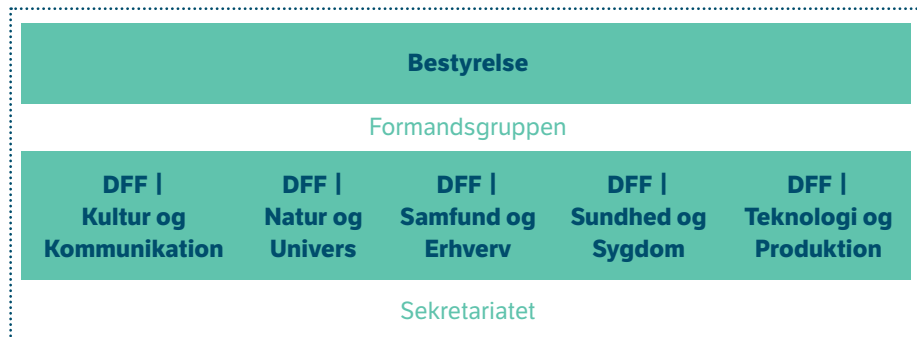 Bestyrelse
Formandsgruppen
DFF |
Kultur og
Kommunikation
DFF |
Natur og
Univers
DFF |
Samfund og
Erhverv
DFF |
Sundhed og
Sygdom
DFF |
Teknologi og
Produktion
Sekretariatet